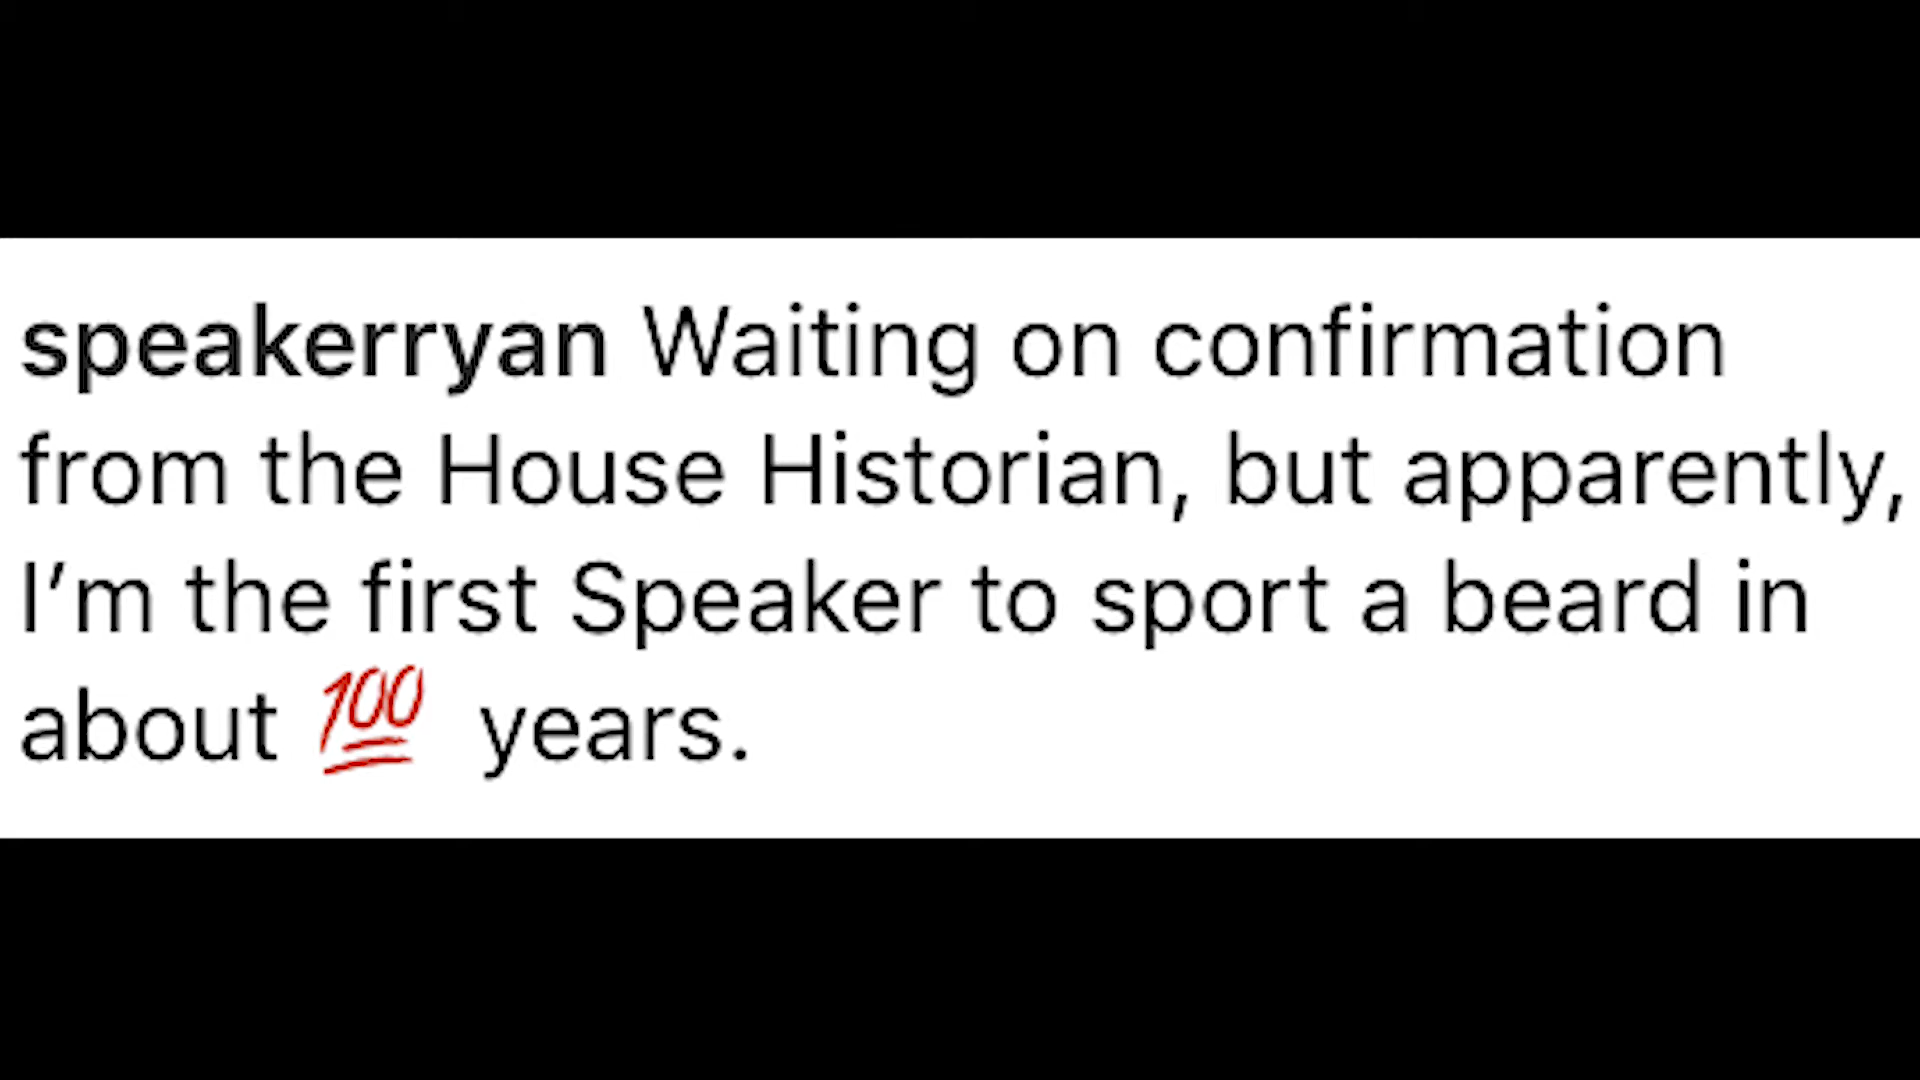 speakerryan Waiting on confirmation
from the House Historian, but apparently,
I’m the first Speaker to sport a beard in
about 💯 years.